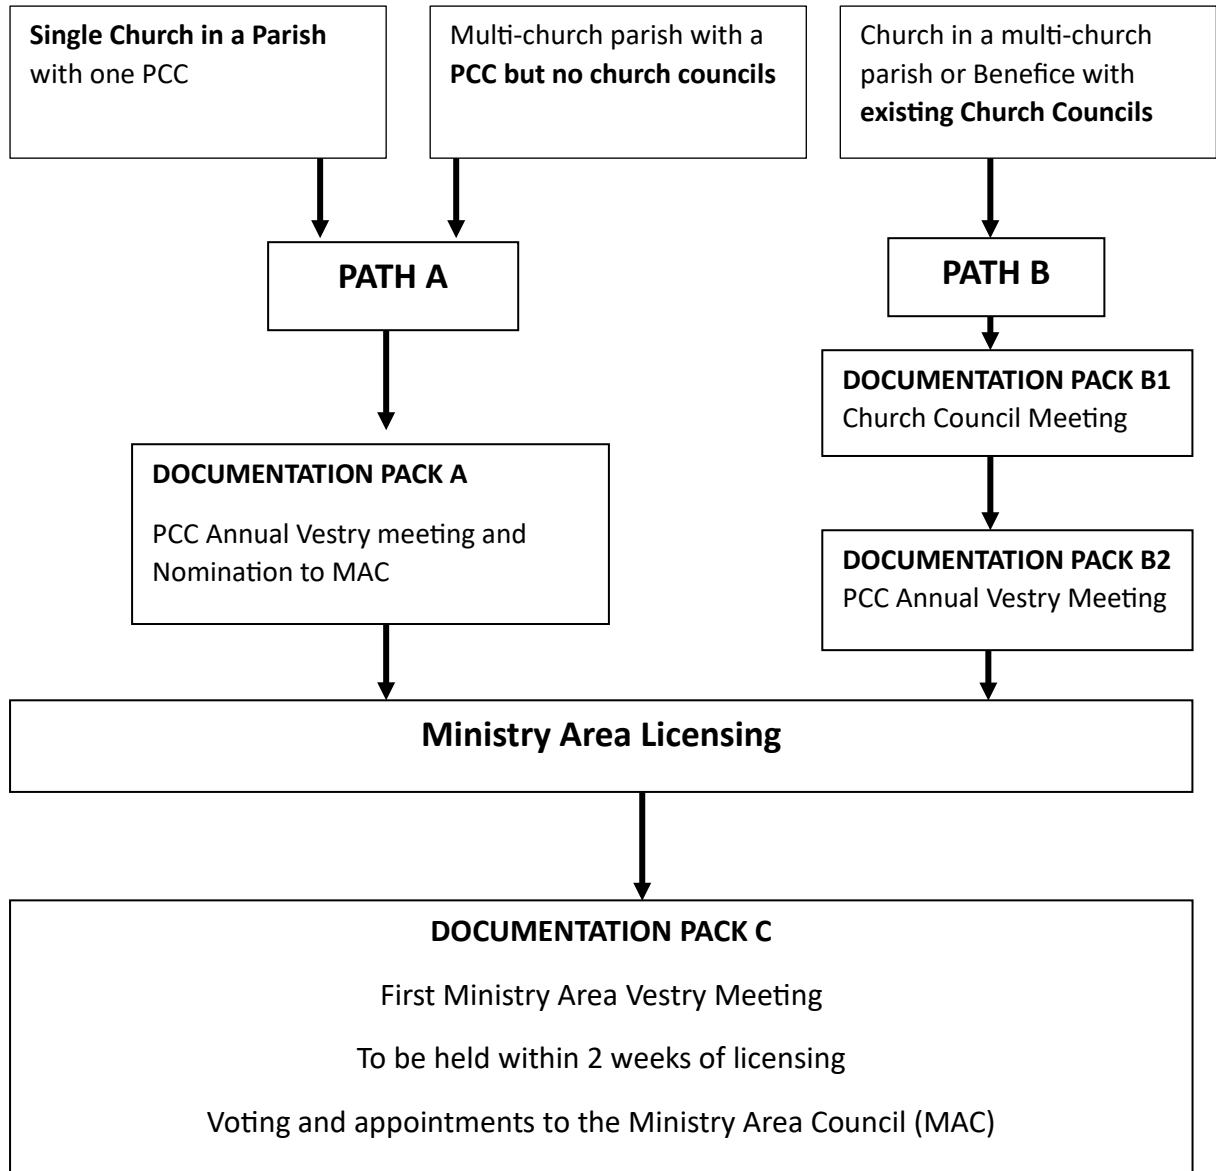 Single Church in a Parish
with one PCC
Multi-church parish with a
PCC but no church councils
Church in a multi-church
parish or Benefice with
existing Church Councils
PATH A
PATH B
DOCUMENTATION PACK B1
Church Council Meeting
DOCUMENTATION PACK A
PCC Annual Vestry meeting and
Nomination to MAC
DOCUMENTATION PACK B2
PCC Annual Vestry Meeting
Ministry Area Licensing
DOCUMENTATION PACK C
First Ministry Area Vestry Meeting
To be held within 2 weeks of licensing
Voting and appointments to the Ministry Area Council (MAC)